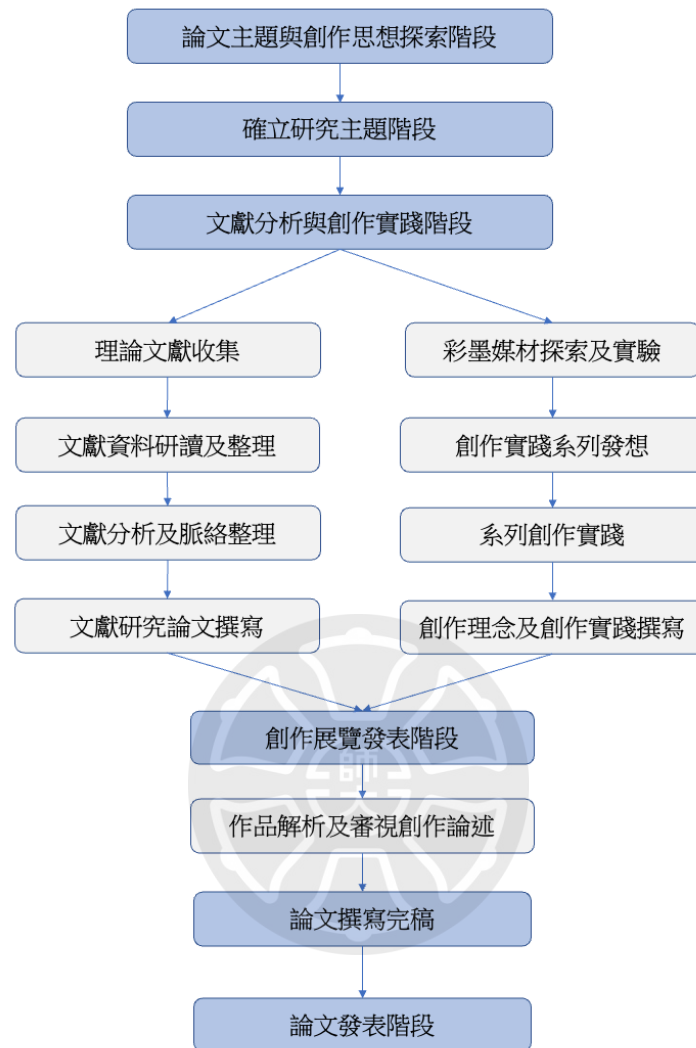 論文主題與創作思想探索階段
確立研究主題階段
文獻分析與創作實踐階段
理論文獻收集
文獻資料研讀及整理
文獻分析及脈絡整理
文獻研究論文撰寫
彩墨媒材探索及實驗
創作實踐系列發想
系列創作實踐
創作理念及創作實踐撰寫
創作展覽發表階段
師大
作品解析及審視創作論述
論文撰寫完稿
論文發表階段